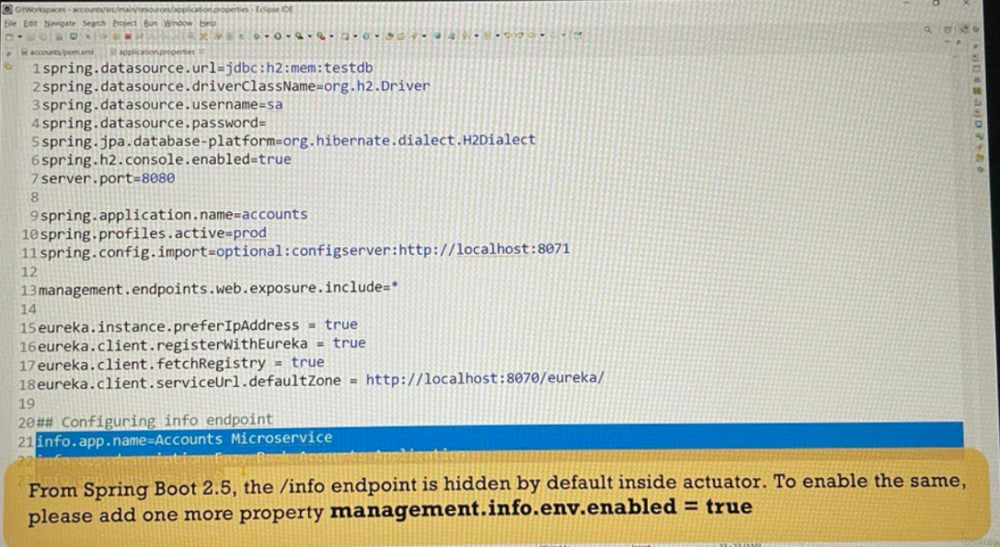 GitWorkspaces - accounts/src/main/resources/application.properties - Eclipse IDE
File Edit Navigate Search Project Run Window Help
accounts/pom.xml application.properties
1 spring.datasource.url=jdbc:h2:mem:testdb
2 spring.datasource.driverClassName=org.h2.Driver
3 spring.datasource.username=sa
4 spring.datasource.password=
5 spring.jpa.database-platform=org.hibernate.dialect.H2Dialect
6 spring.h2.console.enabled=true
7 server.port=8080
8
9 spring.application.name=accounts
10 spring.profiles.active=prod
11 spring.config.import=optional:configserver:http://localhost:8071
12
13 management.endpoints.web.exposure.include=*
14
15 eureka.instance.preferIpAddress = true
16 eureka.client.registerWithEureka = true
17 eureka.client.fetchRegistry = true
18 eureka.client.serviceUrl.defaultZone = http://localhost:8070/eureka/
19
20 ## Configuring info endpoint
21 info.app.name=Accounts Microservice
22
From Spring Boot 2.5, the /info endpoint is hidden by default inside actuator. To enable the same,
please add one more property management.info.env.enabled = true